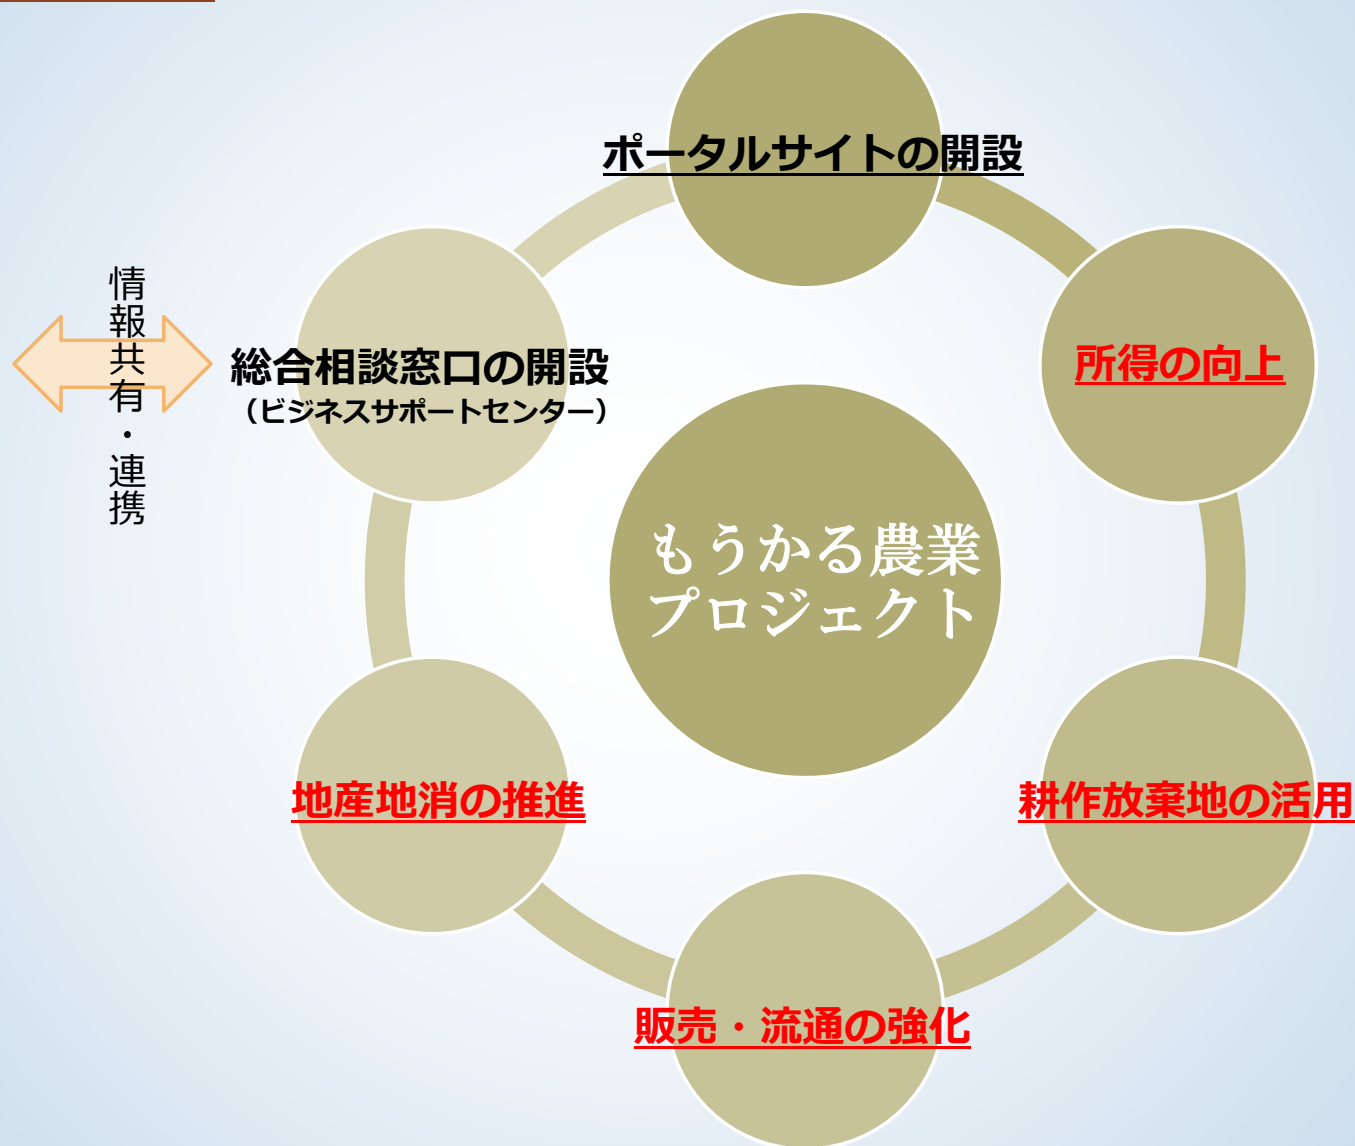 ポータルサイトの開設
情報共有・連携
総合相談窓口の開設
（ビジネスサポートセンター）
所得の向上
もうかる農業
プロジェクト
地産地消の推進
耕作放棄地の活用
販売・流通の強化